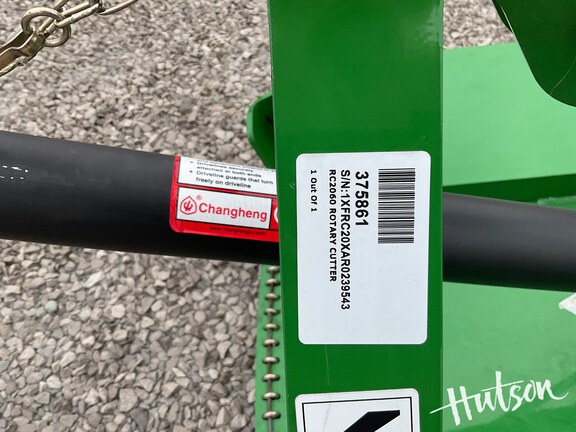 Driveline guards that turn
freely on driveline
Changheng
375861
S/N:1XFRC20XAR0239543
RC2060 ROTARY CUTTER
1 Out Of 1
Hutson